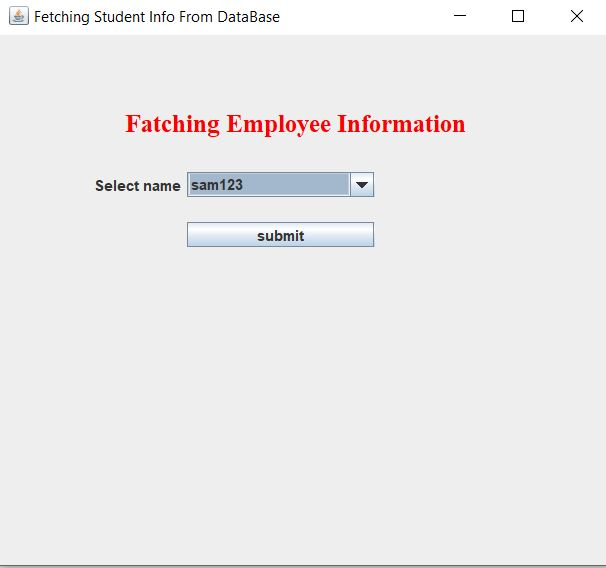 Fetching Student Info From DataBase
Fatching Employee Information
Select name sam123
submit